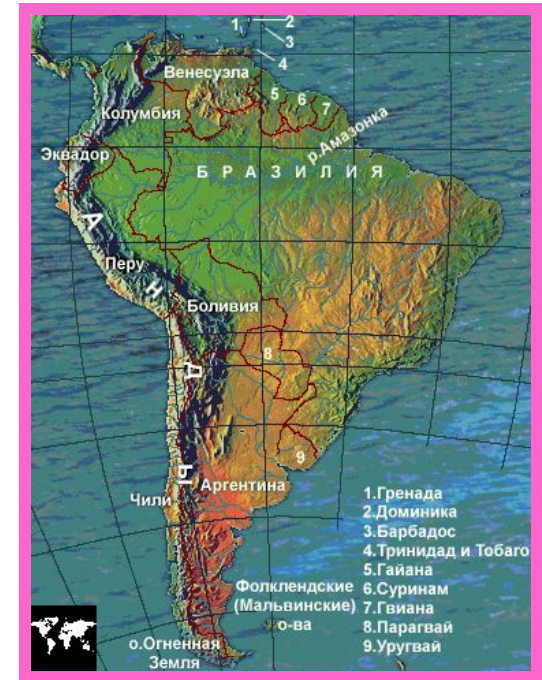 1
2
3
4
Венесуэла
5
6
7
Колумбия
р.Амазонка
Эквадор
БРАЗИЛИЯ
АНДЫ
Перу
Боливия
8
9
Аргентина
Чили
1.Гренада
2.Доминика
3.Барбадос
4.Тринидад и Тобаго
5.Гайана
6.Суринам
7.Гвиана
8.Парагвай
9.Уругвай
Фолклендские
(Мальвинские)
о-ва
о.Огненная
Земля